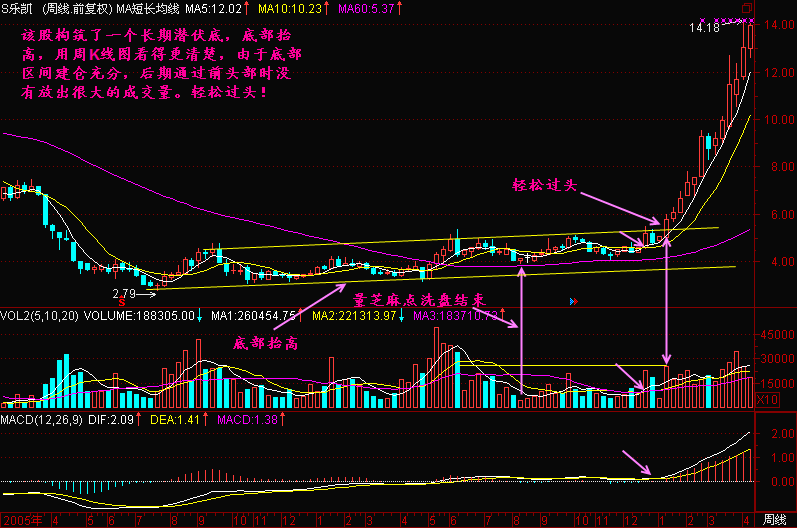 S乐凯 (周线.前复权) MA短长均线 MA5:12.02↑ MA10:10.23↑ MA60:5.37↑
14.18
14.00
该股构筑了一个长期潜伏底，底部抬
高，用周K线图看得更清楚，由于底部
区间建仓充分，后期通过前头部时没
有放出很大的成交量。轻松过头！
12.00
10.00
8.00
轻松过头
6.00
4.00
2.79
S
量芝麻点洗盘结束
VOL2(5,10,20) VOLUME:188305.00↓ MA1:260454.75↑ MA2:221313.97↓ MA3:183710.73↑
底部抬高
45000
30000
15000
X10
MACD(12,26,9) DIF:2.09↑ DEA:1.41↑ MACD:1.38↑
2.00
1.00
0.00
2005年 4 5 6 7 8 9 10 11 12 1 2 3 4 5 6 7 8 9 10 11 12 1 2 3 4 周线